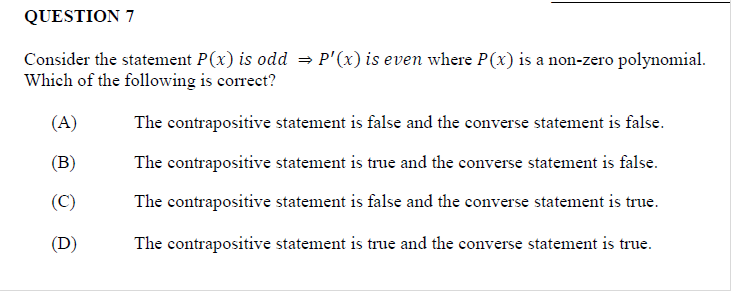 QUESTION 7
Consider the statement P(x) is odd ⇒ P′(x) is even where P(x) is a non-zero polynomial.
Which of the following is correct?
(A) The contrapositive statement is false and the converse statement is false.
(B) The contrapositive statement is true and the converse statement is false.
(C) The contrapositive statement is false and the converse statement is true.
(D) The contrapositive statement is true and the converse statement is true.